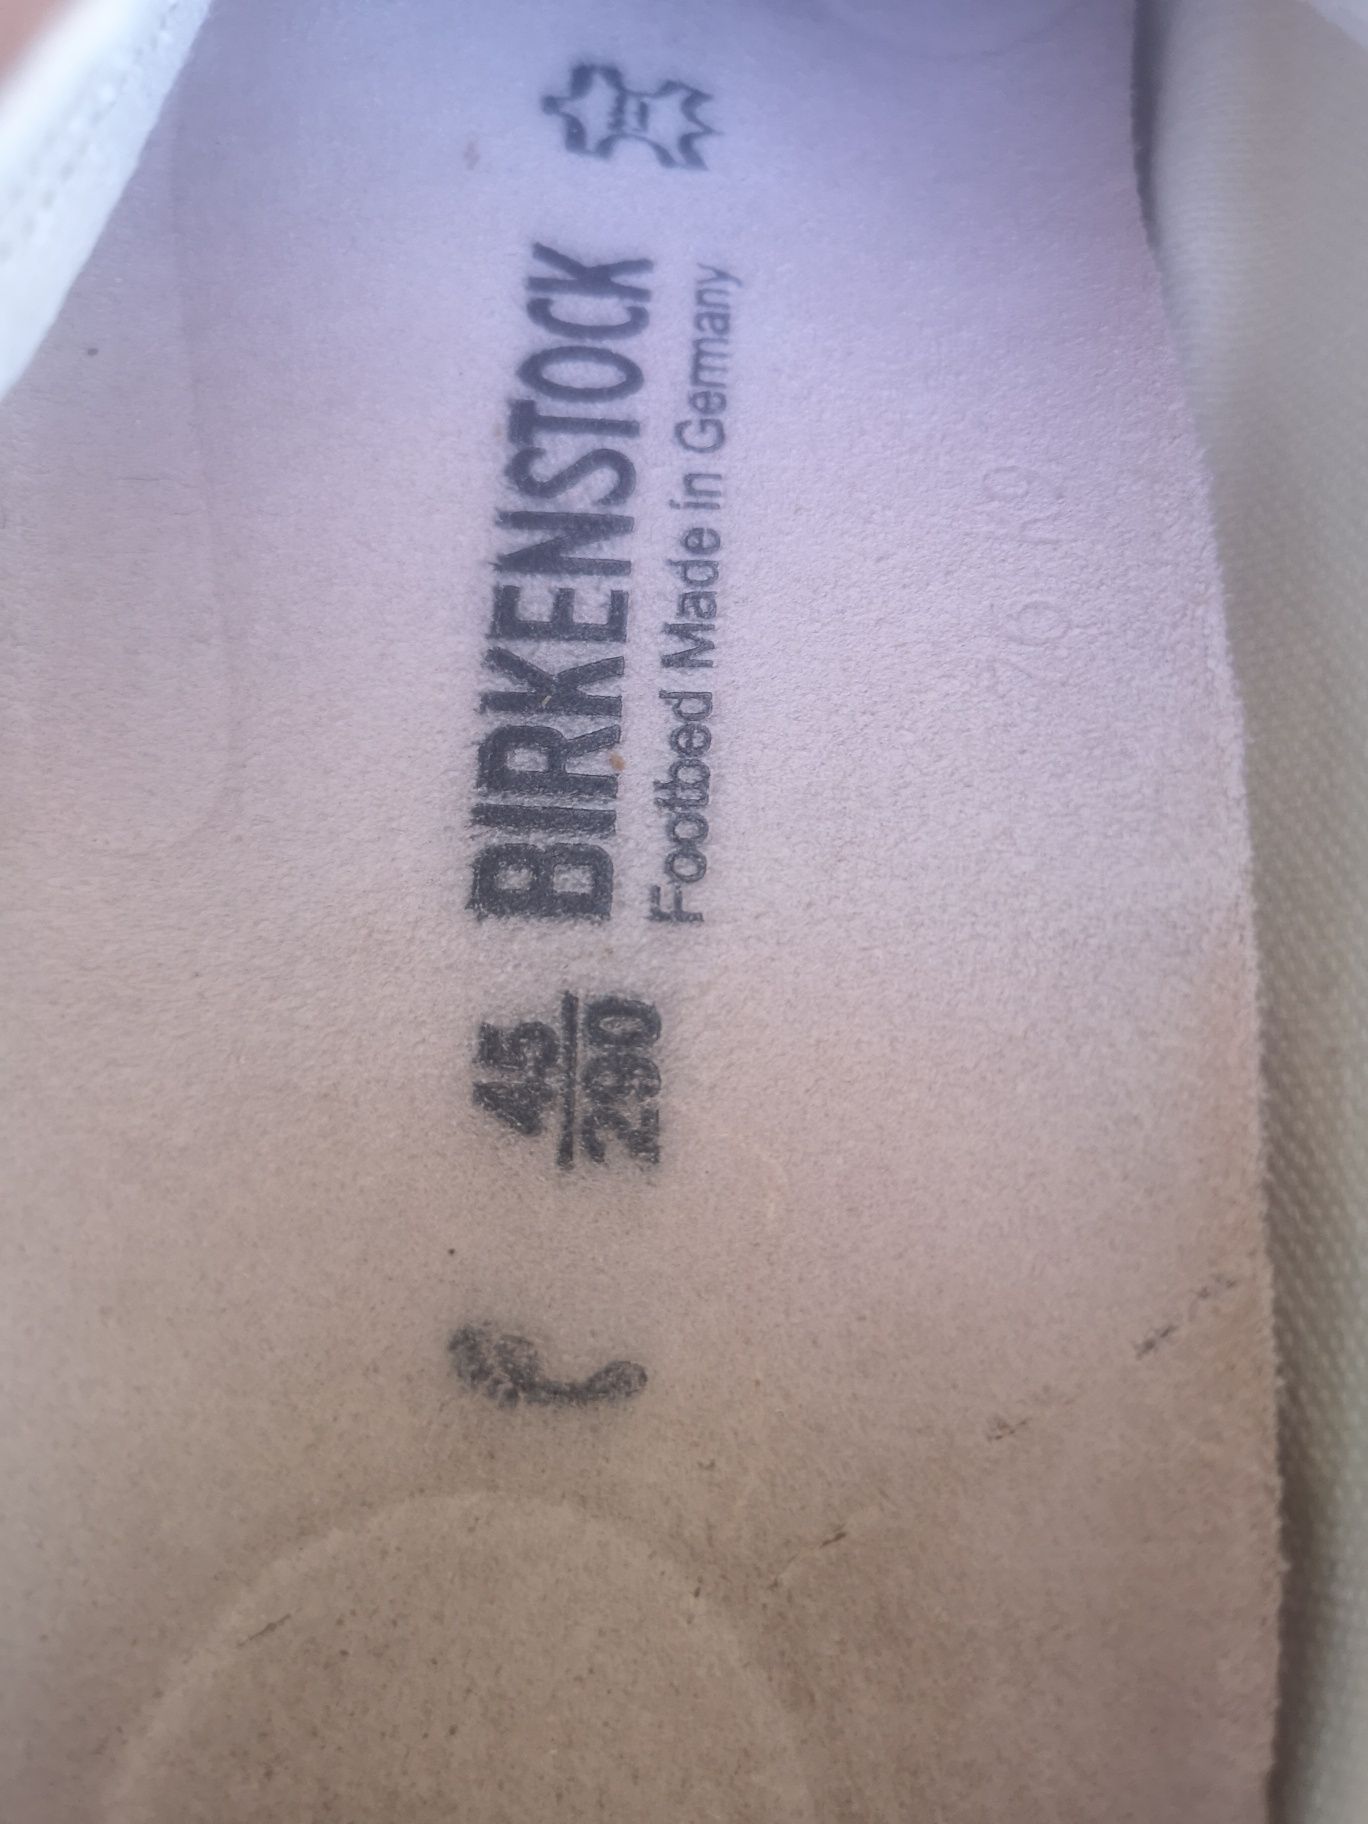 BIRKENSTOCK
Footbed Made in Germany
45
290